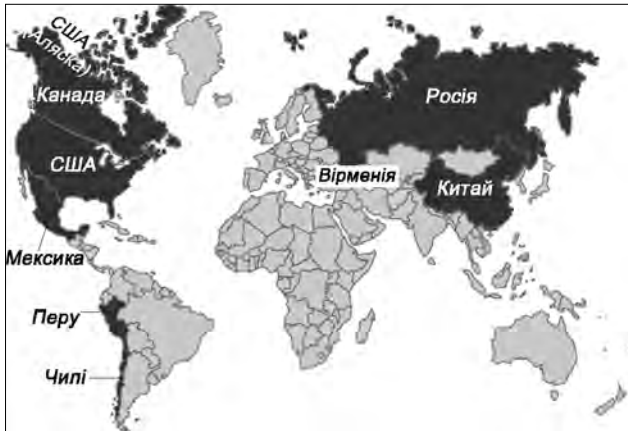 США
(Аляска)
Канада
Росія
США
Вірменія
Китай
Мексика
Перу
Чилі